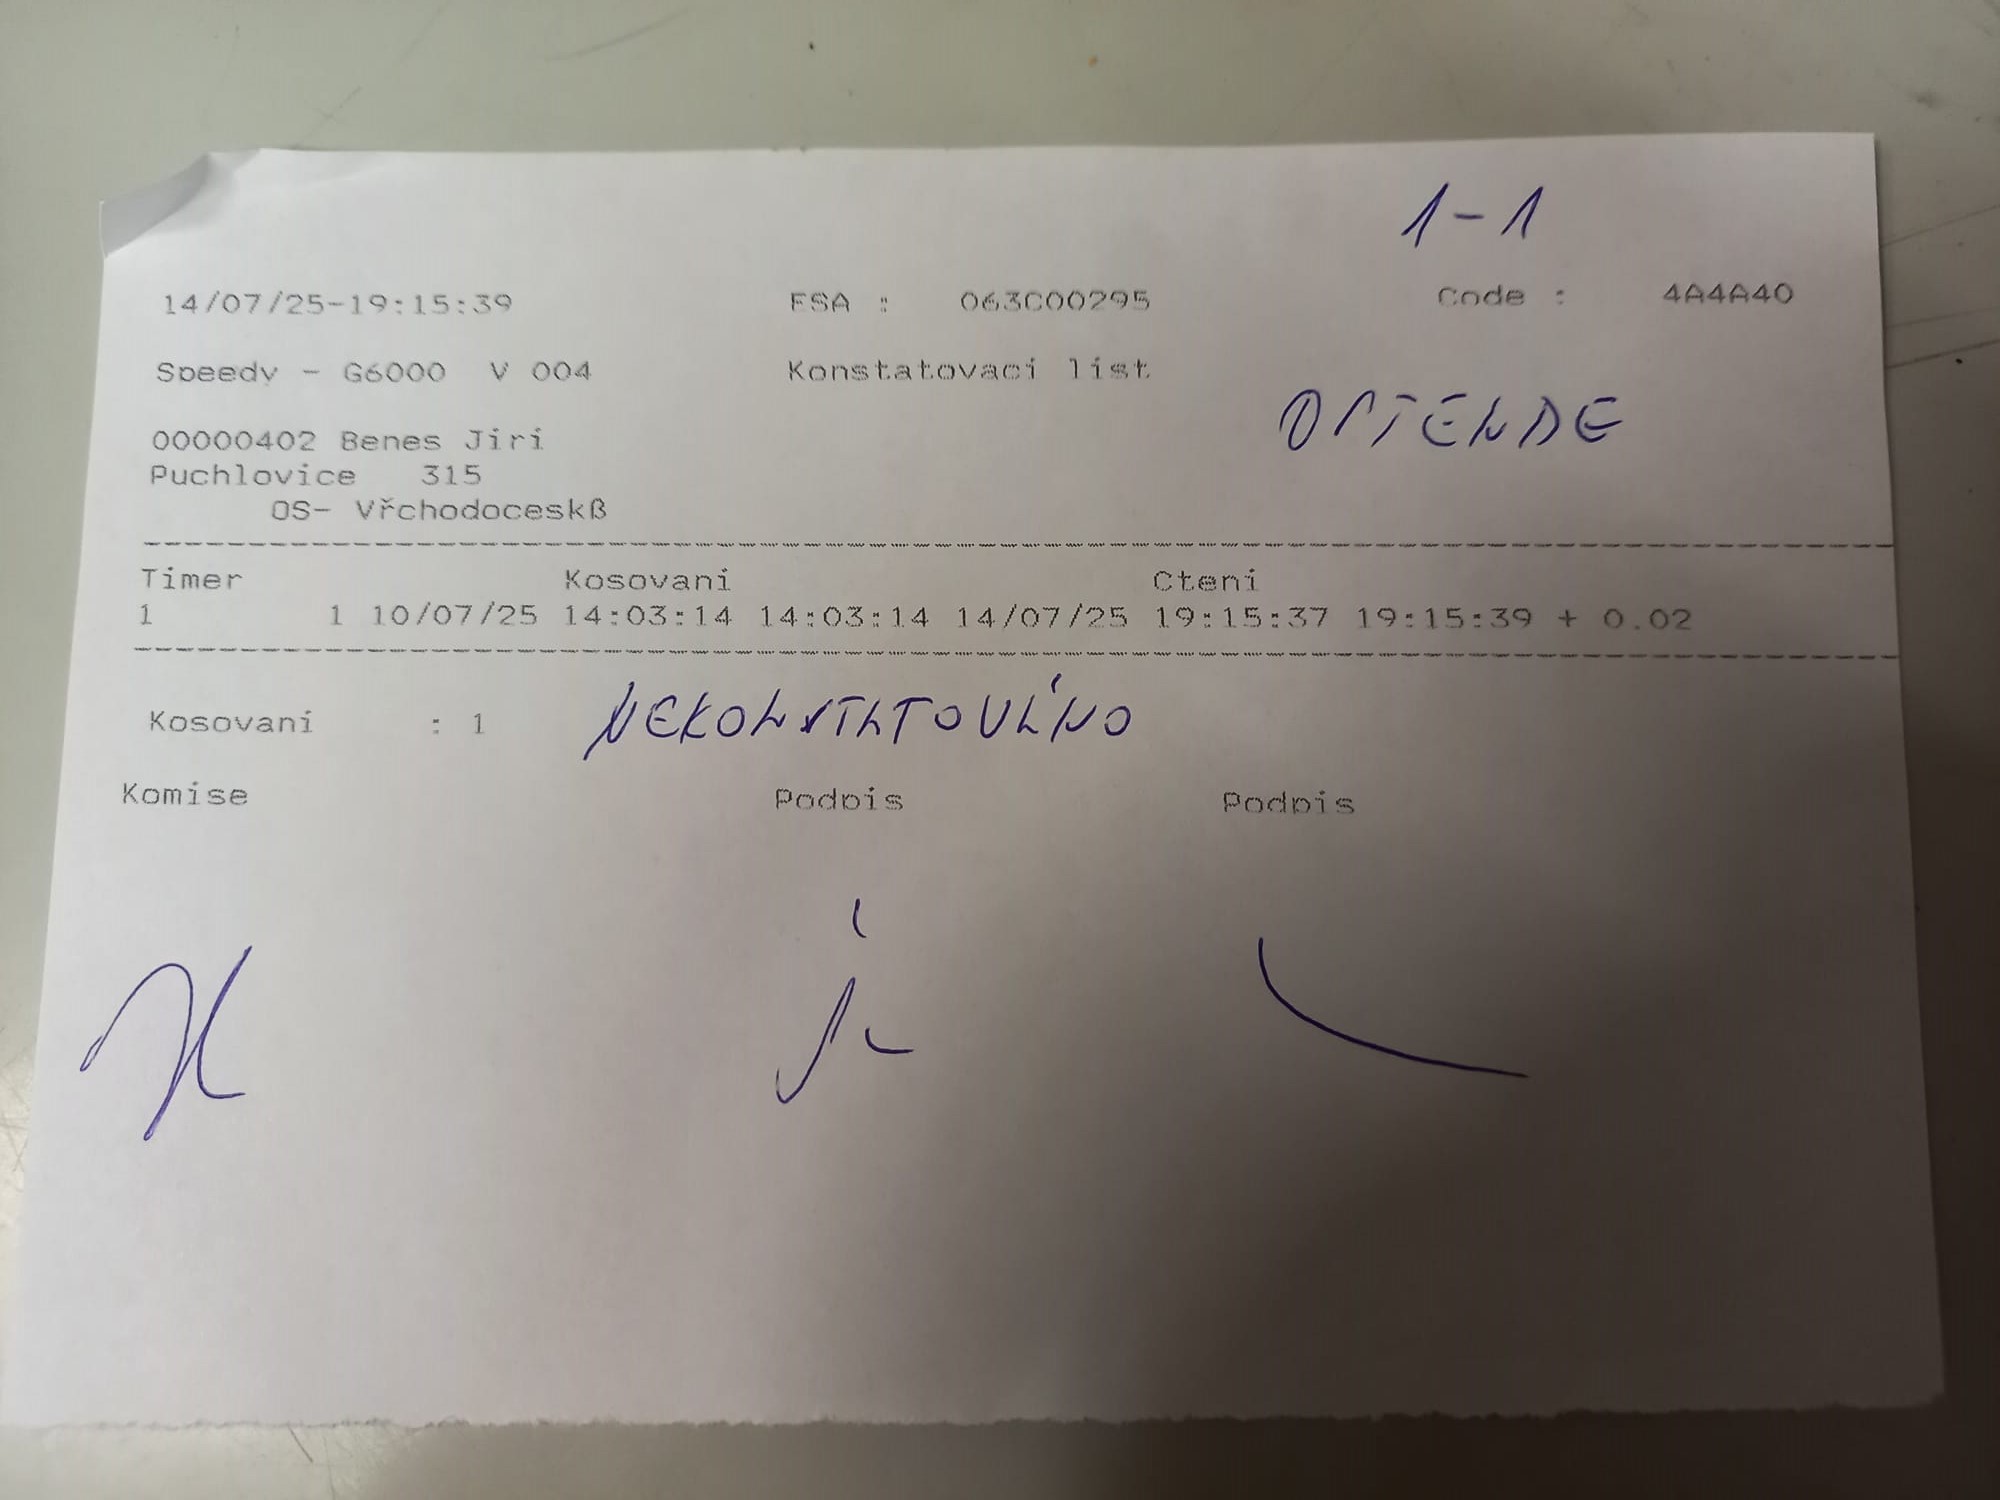 1-1
14/07/25-19:15:39 FSA : 063C00295 Code : 4A4A40
Speedy - G6000 V 004 Konstatovaci list
OSTENDE
00000402 Benes Jiri
Puchlovice 315
OS- Vřchodoceskß
Timer Kosovani Cteni
1 1 10/07/25 14:03:14 14:03:14 14/07/25 19:15:37 19:15:39 + 0.02
Kosovani : 1 NEKONSTATOVÁNO
Komise Podpis Podpis